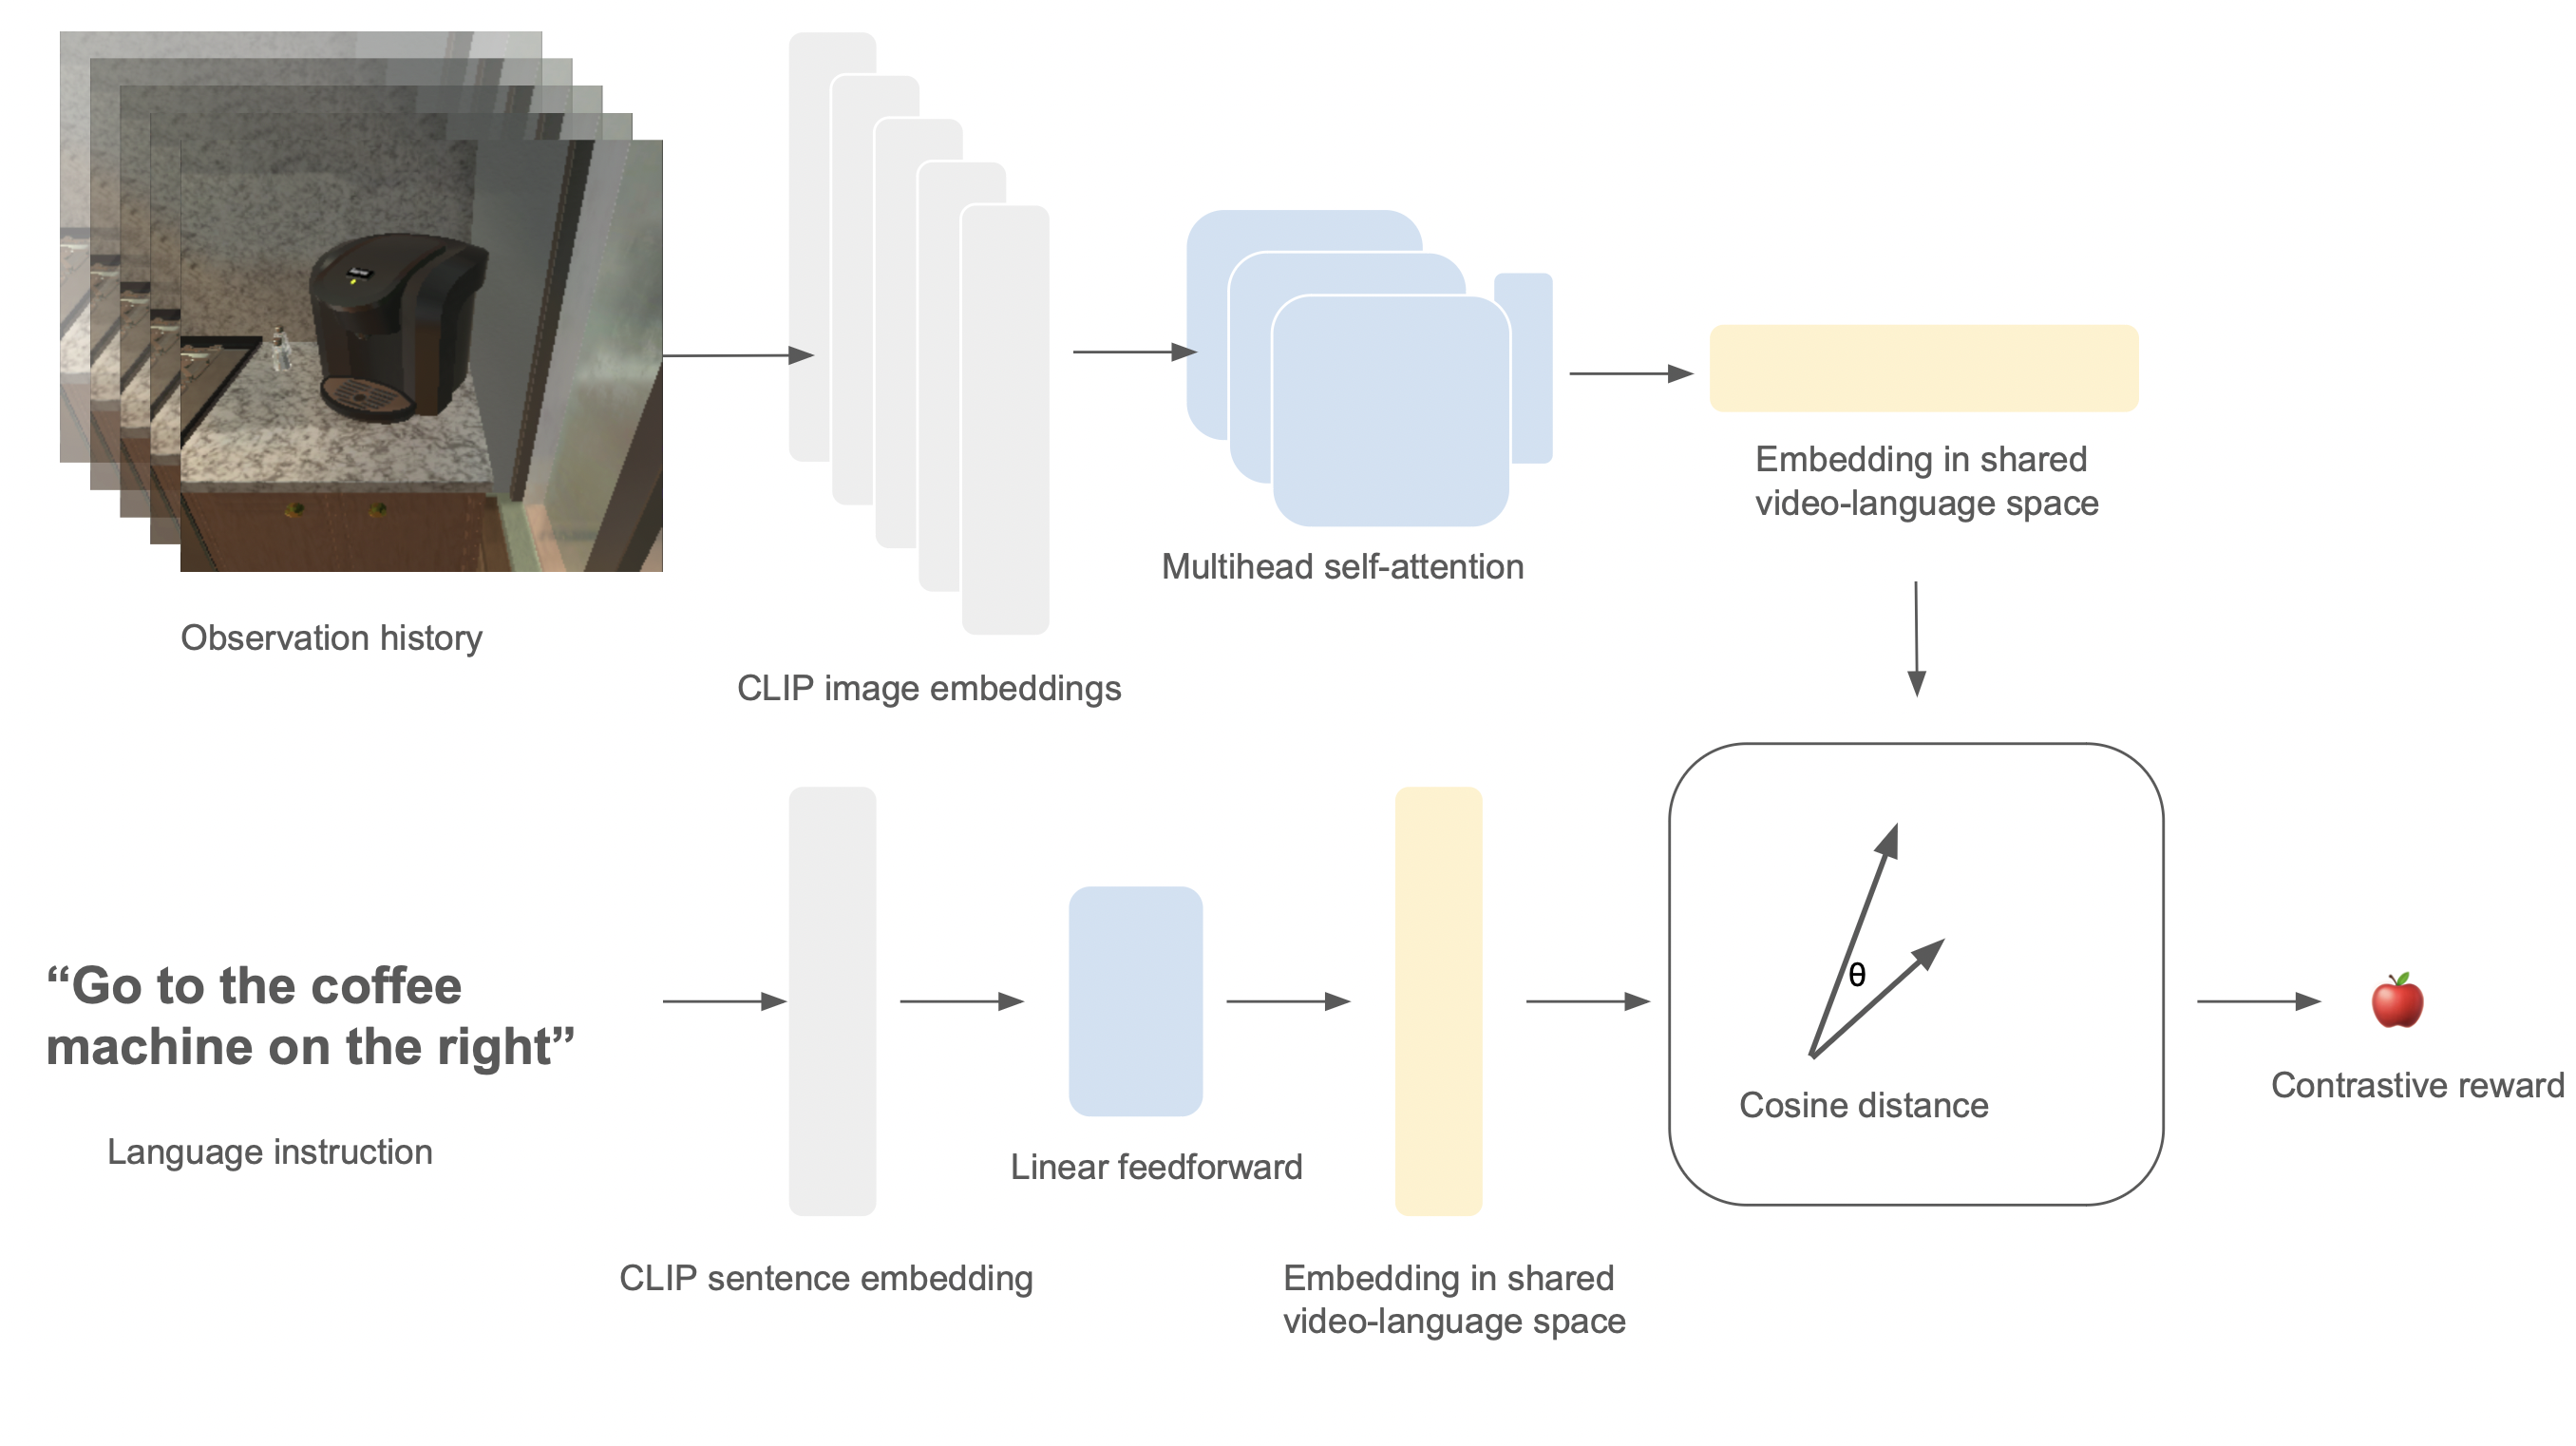 Observation history
CLIP image embeddings
Multihead self-attention
Embedding in shared
video-language space
“Go to the coffee
machine on the right”
Language instruction
CLIP sentence embedding
Linear feedforward
Embedding in shared
video-language space
θ
Cosine distance
Contrastive reward